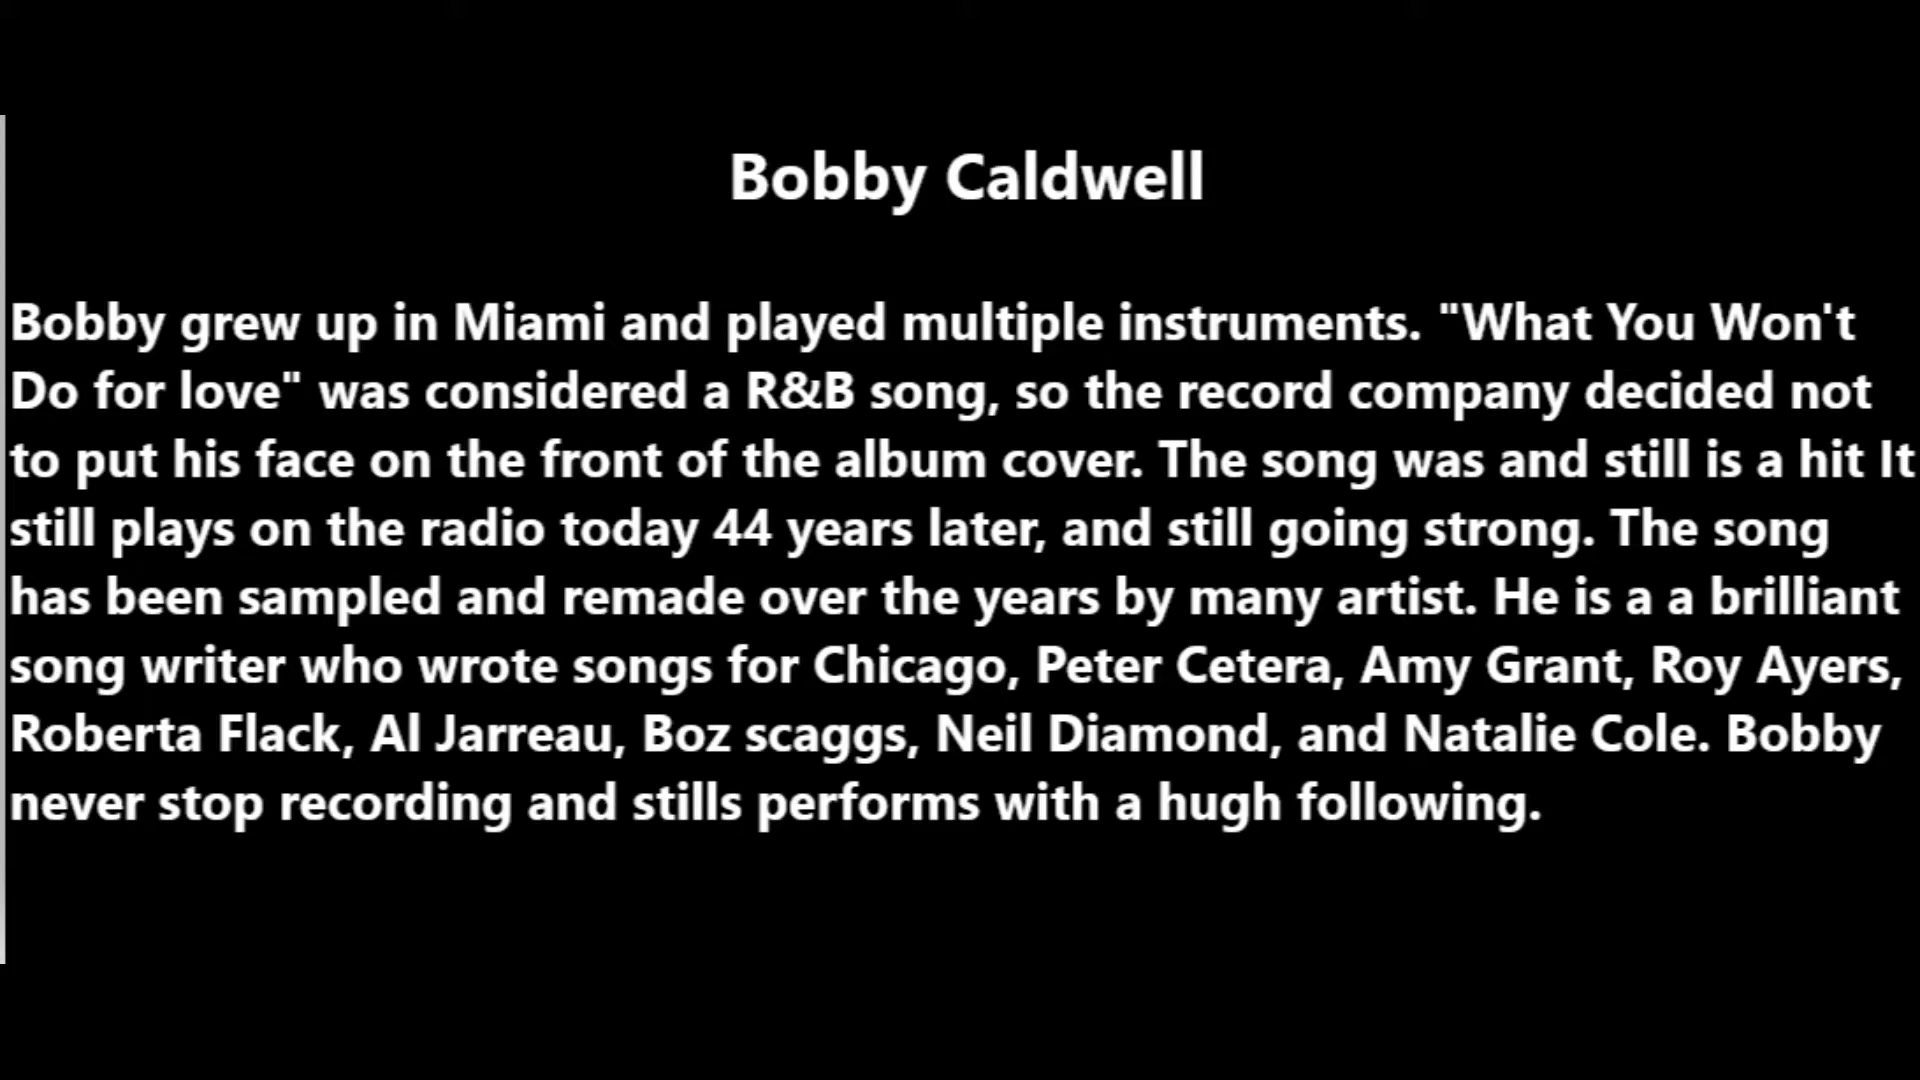 Bobby Caldwell
Bobby grew up in Miami and played multiple instruments. "What You Won't
Do for love" was considered a R&B song, so the record company decided not
to put his face on the front of the album cover. The song was and still is a hit It
still plays on the radio today 44 years later, and still going strong. The song
has been sampled and remade over the years by many artist. He is a a brilliant
song writer who wrote songs for Chicago, Peter Cetera, Amy Grant, Roy Ayers,
Roberta Flack, Al Jarreau, Boz scaggs, Neil Diamond, and Natalie Cole. Bobby
never stop recording and stills performs with a hugh following.